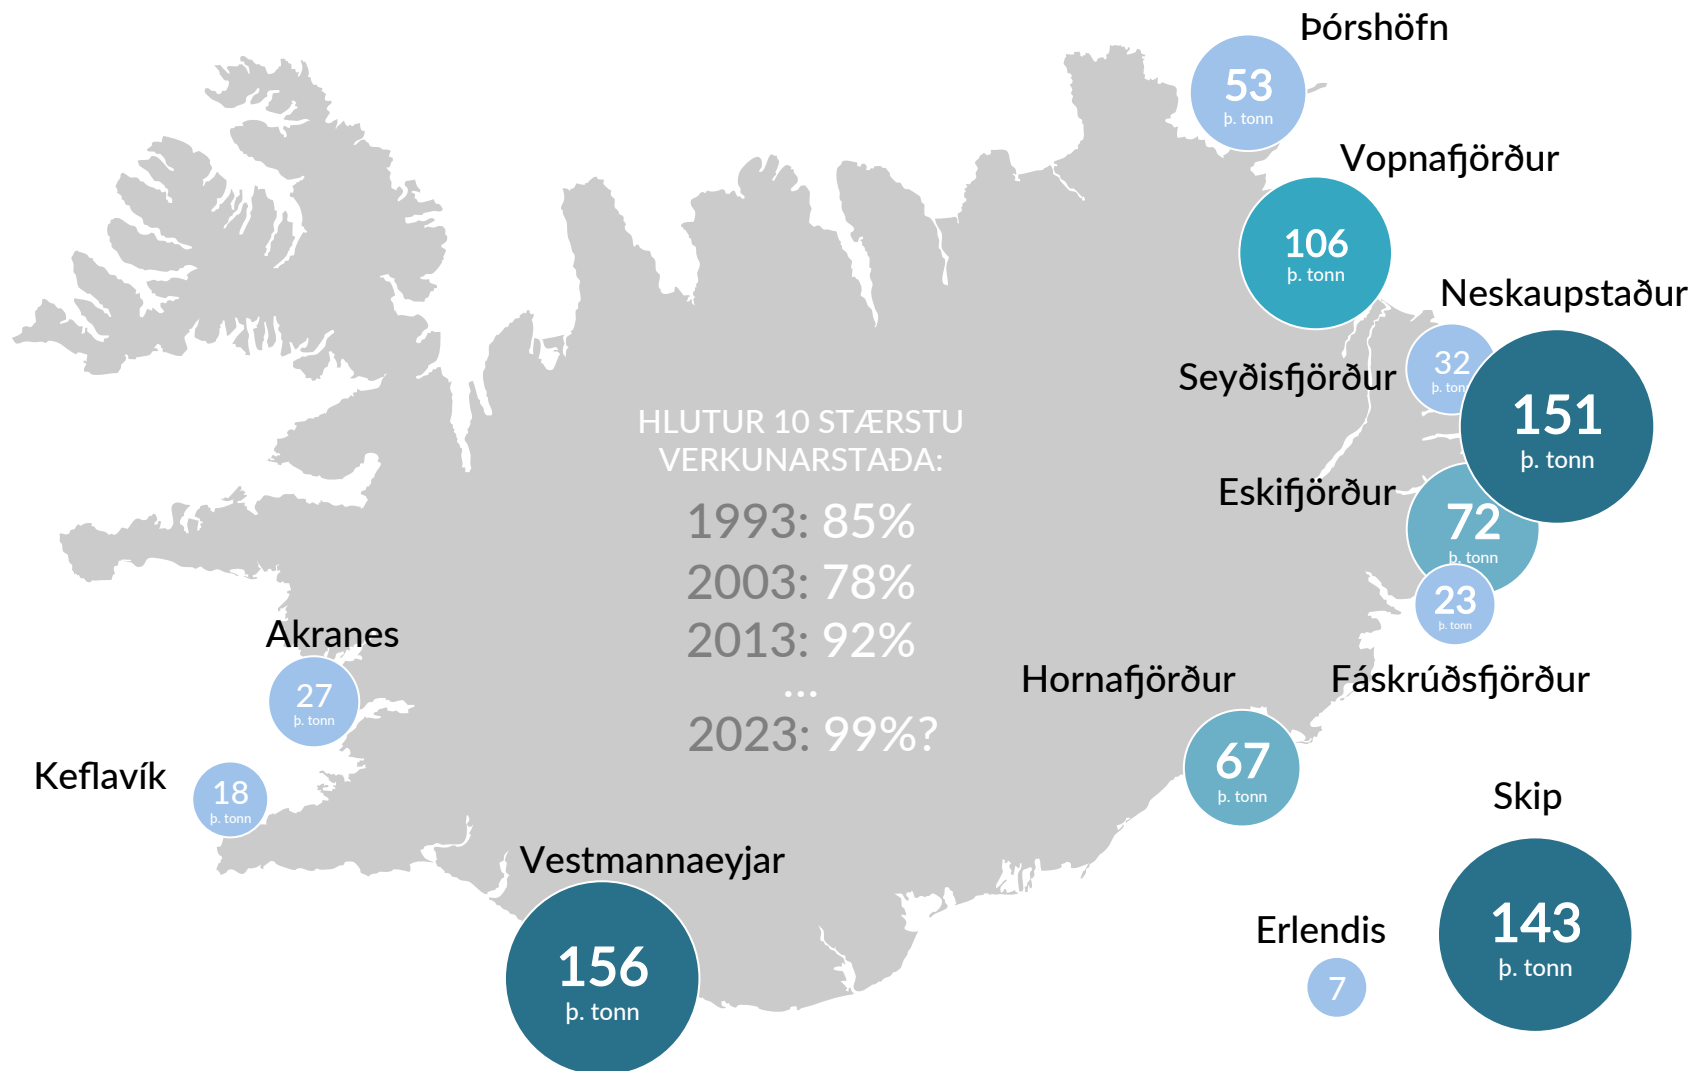 Þórshöfn
53
þ. tonn
Vopnafjörður
106
þ. tonn
Neskaupstaður
151
þ. tonn
Seyðisfjörður
32
þ. tonn
Eskifjörður
72
þ. tonn
23
þ. tonn
Fáskrúðsfjörður
Hornafjörður
67
þ. tonn
HLUTUR 10 STÆRSTU
VERKUNARSTAÐA:
1993: 85%
2003: 78%
2013: 92%
...
2023: 99%?
Akranes
27
þ. tonn
Keflavík
18
þ. tonn
Vestmannaeyjar
156
þ. tonn
Skip
143
þ. tonn
Erlendis
7